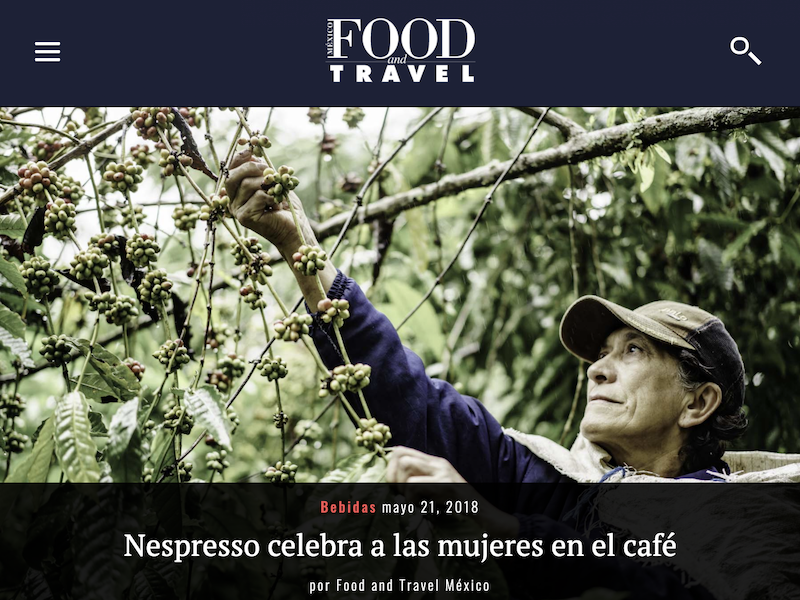 MÉXICO
FOOD
and
TRAVEL
Bebidas mayo 21, 2018
Nespresso celebra a las mujeres en el café
por Food and Travel México